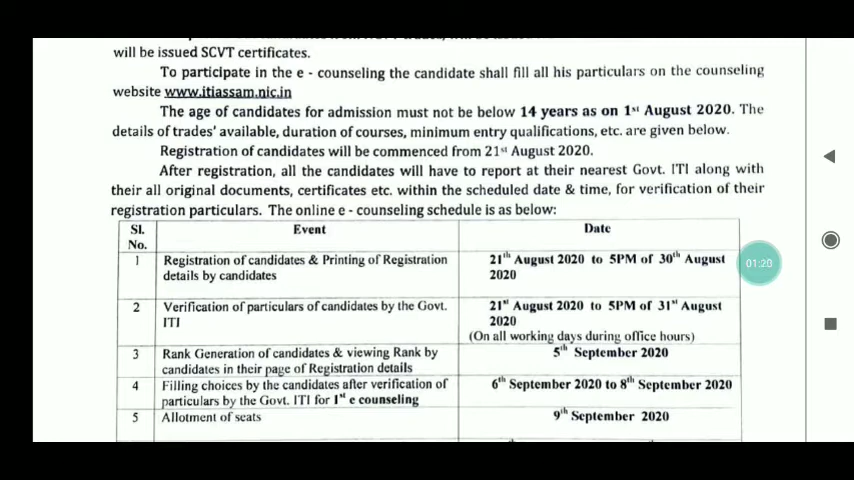 will be issued SCVT certificates.
To participate in the e - counseling the candidate shall fill all his particulars on the counseling
website www.itiassam.nic.in
The age of candidates for admission must not be below 14 years as on 1st August 2020. The
details of trades' available, duration of courses, minimum entry qualifications, etc. are given below.
Registration of candidates will be commenced from 21st August 2020.
After registration, all the candidates will have to report at their nearest Govt. ITI along with
their all original documents, certificates etc. within the scheduled date & time, for verification of their
registration particulars. The online e - counseling schedule is as below:
Sl. No. Event Date
1 Registration of candidates & Printing of Registration details by candidates 21th August 2020 to 5PM of 30th August 2020
2 Verification of particulars of candidates by the Govt. ITI 21st August 2020 to 5PM of 31st August 2020 (On all working days during office hours)
3 Rank Generation of candidates & viewing Rank by candidates in their page of Registration details 5th September 2020
4 Filling choices by the candidates after verification of particulars by the Govt. ITI for 1st e counseling 6th September 2020 to 8th September 2020
5 Allotment of seats 9th September 2020
01:20